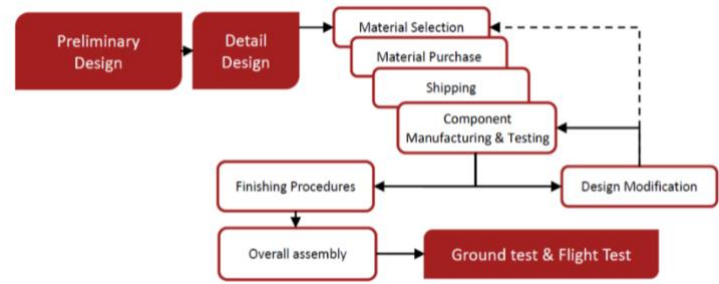 Preliminary
Design
Detail
Design
Material Selection
Material Purchase
Shipping
Component
Manufacturing & Testing
Finishing Procedures
Design Modification
Overall assembly
Ground test & Flight Test